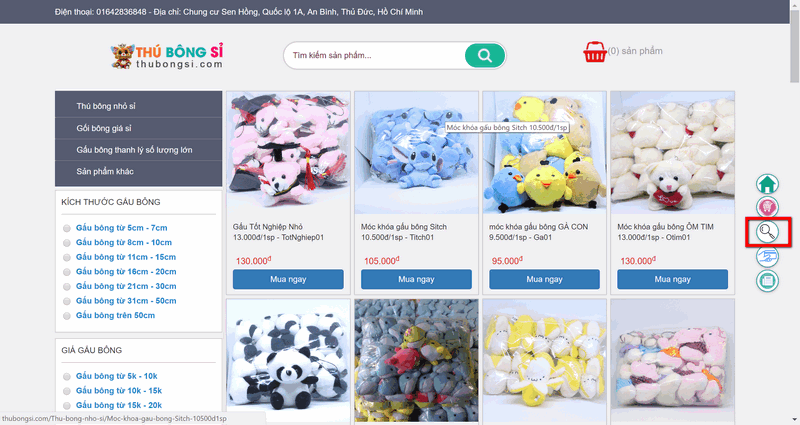 Điện thoại: 01642836848 - Địa chỉ: Chung cư Sen Hồng, Quốc lộ 1A, An Bình, Thủ Đức, Hồ Chí Minh
THÚ BÔNG SỈ
thubongsi.com
Tìm kiếm sản phẩm...
(0) sản phẩm
Thú bông nhỏ sỉ
Gối bông giá sỉ
Gấu bông thanh lý số lượng lớn
Sản phẩm khác
KÍCH THƯỚC GẤU BÔNG
Gấu bông từ 5cm - 7cm
Gấu bông từ 8cm - 10cm
Gấu bông từ 11cm - 15cm
Gấu bông từ 16cm - 20cm
Gấu bông từ 21cm - 30cm
Gấu bông từ 31cm - 50cm
Gấu bông trên 50cm
GIÁ GẤU BÔNG
Gấu bông từ 5k - 10k
Gấu bông từ 10k - 15k
Gấu bông từ 15k - 20k
Móc khóa gấu bông Sitch 10.500đ/1sp
Gấu Tốt Nghiệp Nhỏ
13.000đ/1sp - TotNghiep01
130.000đ
Mua ngay
Móc khóa gấu bông Sitch
10.500đ/1sp - Titch01
105.000đ
Mua ngay
móc khóa gấu bông GÀ CON
9.500đ/1sp - Ga01
95.000đ
Mua ngay
Móc khóa gấu bông ÔM TIM
13.000đ/1sp - Otim01
130.000đ
Mua ngay
thubongsi.com/Thu-bong-nho-si/Moc-khoa-gau-bong-Sitch-10500d1sp